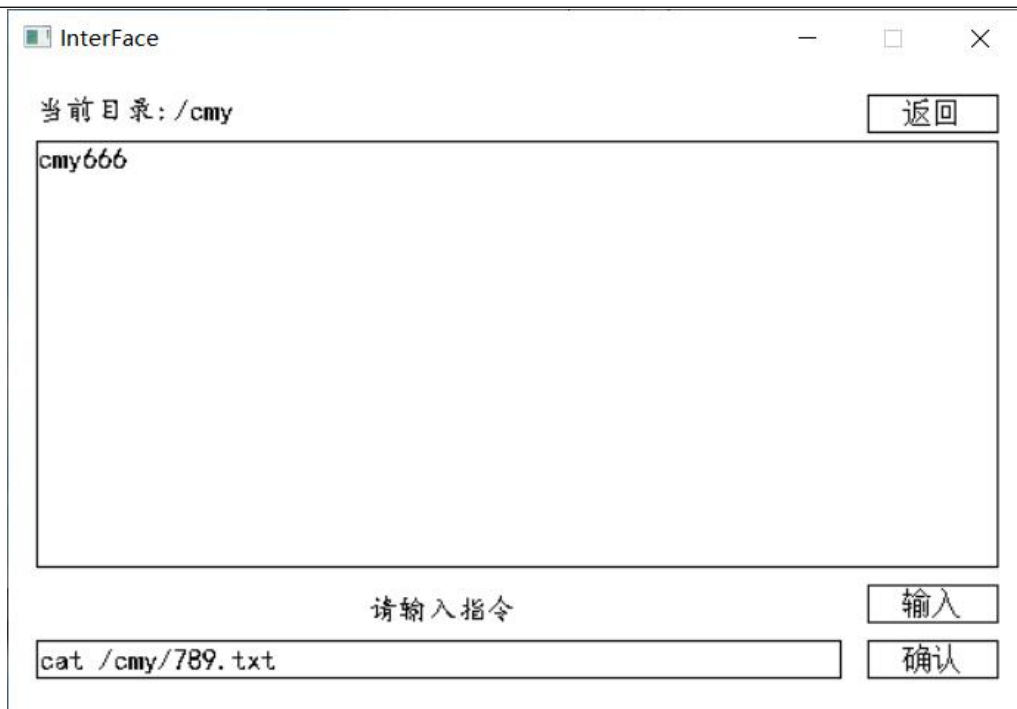 InterFace
当前目录:/cmy
返回
cmy666
请输入指令
输入
cat /cmy/789.txt
确认